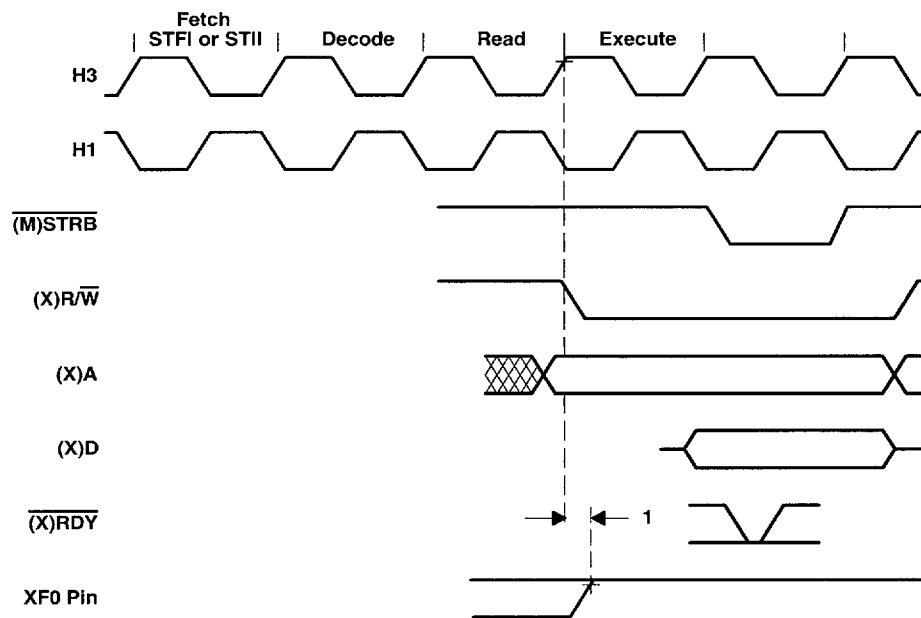 Fetch
STFI or STII
Decode
Read
Execute
H3
H1
(M)STRB
(X)R/W
(X)A
(X)D
(X)RDY
1
XF0 Pin